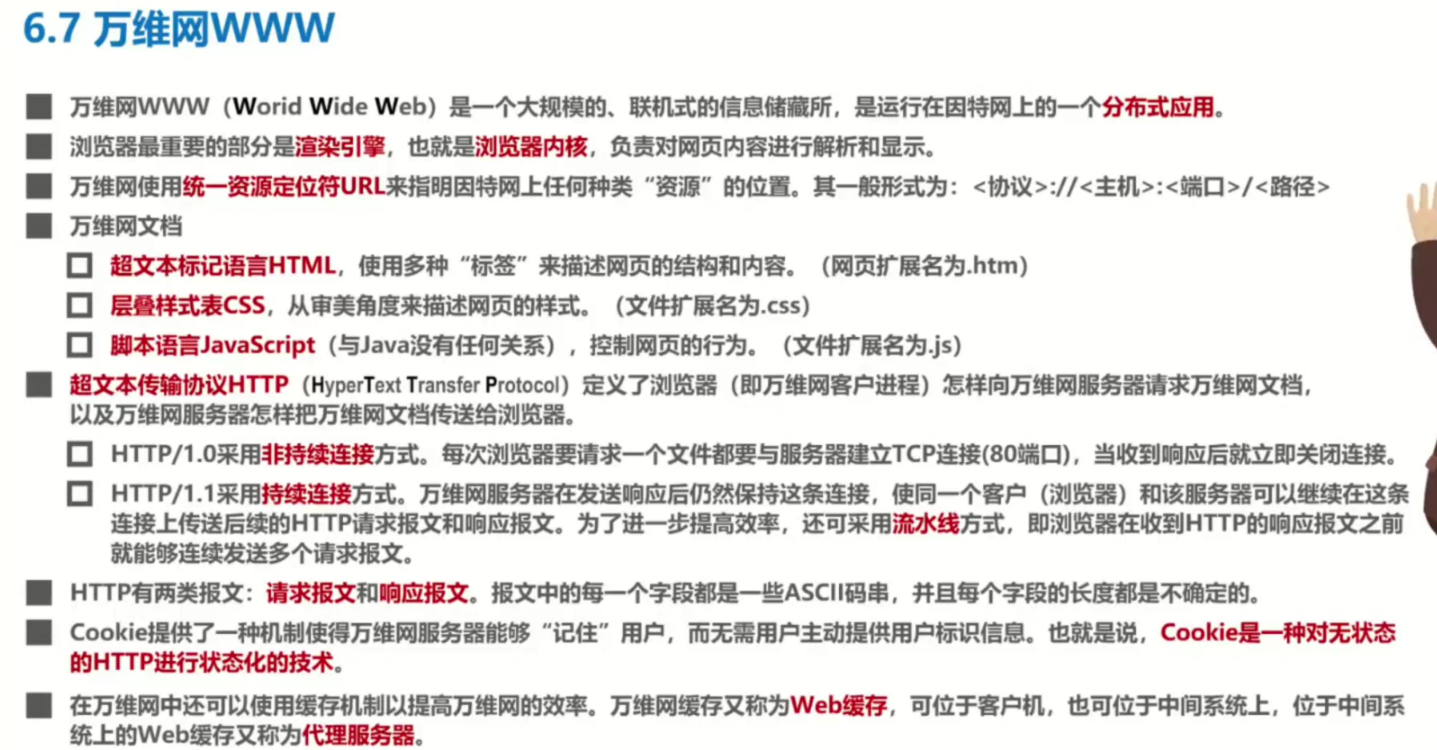 6.7 万维网WWW
万维网WWW（Worid Wide Web）是一个大规模的、联机式的信息储藏所，是运行在因特网上的一个分布式应用。
浏览器最重要的部分是渲染引擎，也就是浏览器内核，负责对网页内容进行解析和显示。
万维网使用统一资源定位符URL来指明因特网上任何种类“资源”的位置。其一般形式为：<协议>://<主机>:<端口>/<路径>
万维网文档
超文本标记语言HTML，使用多种“标签”来描述网页的结构和内容。（网页扩展名为.htm）
层叠样式表CSS，从审美角度来描述网页的样式。（文件扩展名为.css）
脚本语言JavaScript（与Java没有任何关系），控制网页的行为。（文件扩展名为.js）
超文本传输协议HTTP（HyperText Transfer Protocol）定义了浏览器（即万维网客户进程）怎样向万维网服务器请求万维网文档，
以及万维网服务器怎样把万维网文档传送给浏览器。
HTTP/1.0采用非持续连接方式。每次浏览器要请求一个文件都要与服务器建立TCP连接(80端口)，当收到响应后就立即关闭连接。
HTTP/1.1采用持续连接方式。万维网服务器在发送响应后仍然保持这条连接，使同一个客户（浏览器）和该服务器可以继续在这条
连接上传送后续的HTTP请求报文和响应报文。为了进一步提高效率，还可采用流水线方式，即浏览器在收到HTTP的响应报文之前
就能够连续发送多个请求报文。
HTTP有两类报文：请求报文和响应报文。报文中的每一个字段都是一些ASCII码串，并且每个字段的长度都是不确定的。
Cookie提供了一种机制使得万维网服务器能够“记住”用户，而无需用户主动提供用户标识信息。也就是说，Cookie是一种对无状态
的HTTP进行状态化的技术。
在万维网中还可以使用缓存机制以提高万维网的效率。万维网缓存又称为Web缓存，可位于客户机，也可位于中间系统上，位于中间系
统上的Web缓存又称为代理服务器。